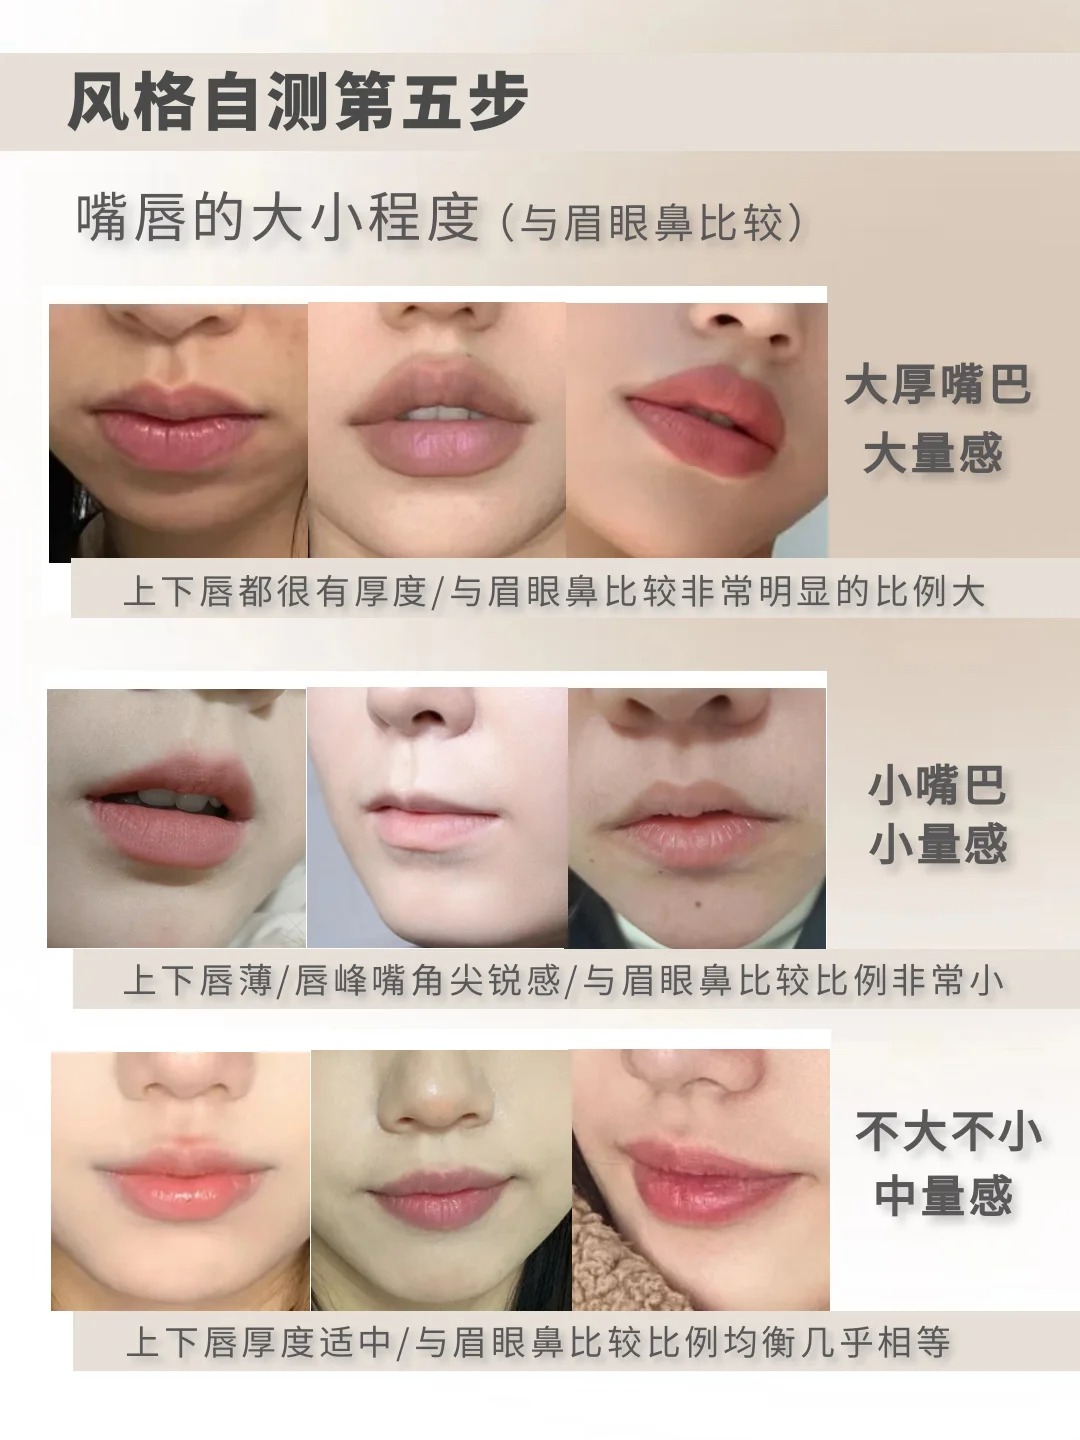 风格自测第五步
嘴唇的大小程度（与眉眼鼻比较）
大厚嘴巴
大量感
上下唇都很有厚度/与眉眼鼻比较非常明显的比例大
小嘴巴
小量感
上下唇薄/唇峰嘴角尖锐感/与眉眼鼻比较比例非常小
不大不小
中量感
上下唇厚度适中/与眉眼鼻比较比例均衡几乎相等